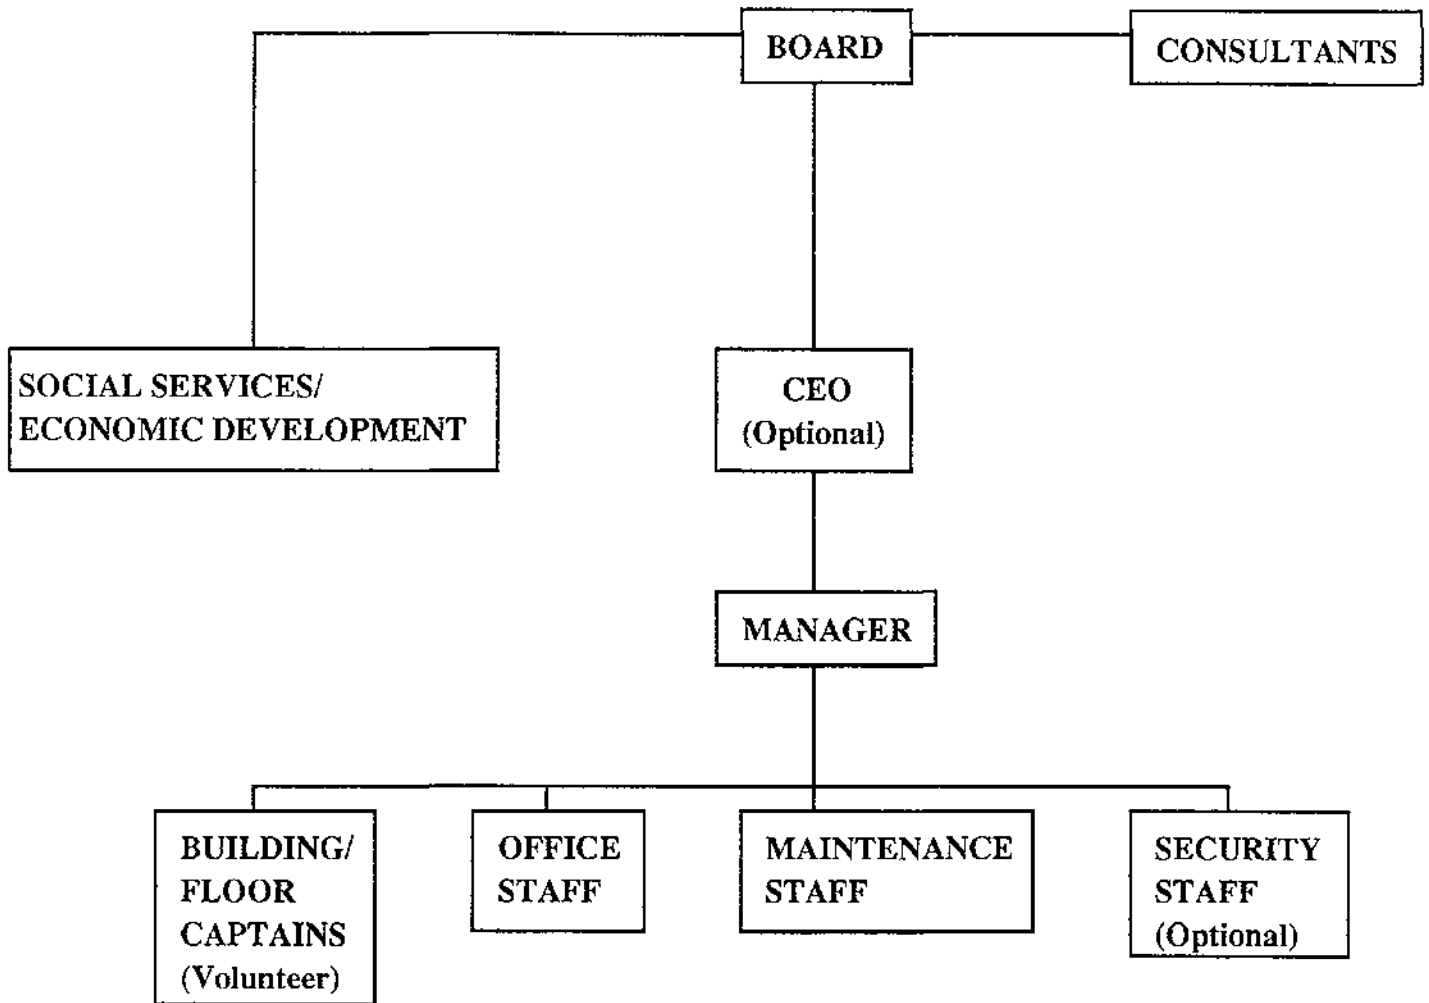 BOARD
CONSULTANTS
SOCIAL SERVICES/
ECONOMIC DEVELOPMENT
CEO
(Optional)
MANAGER
BUILDING/
FLOOR
CAPTAINS
(Volunteer)
OFFICE
STAFF
MAINTENANCE
STAFF
SECURITY
STAFF
(Optional)